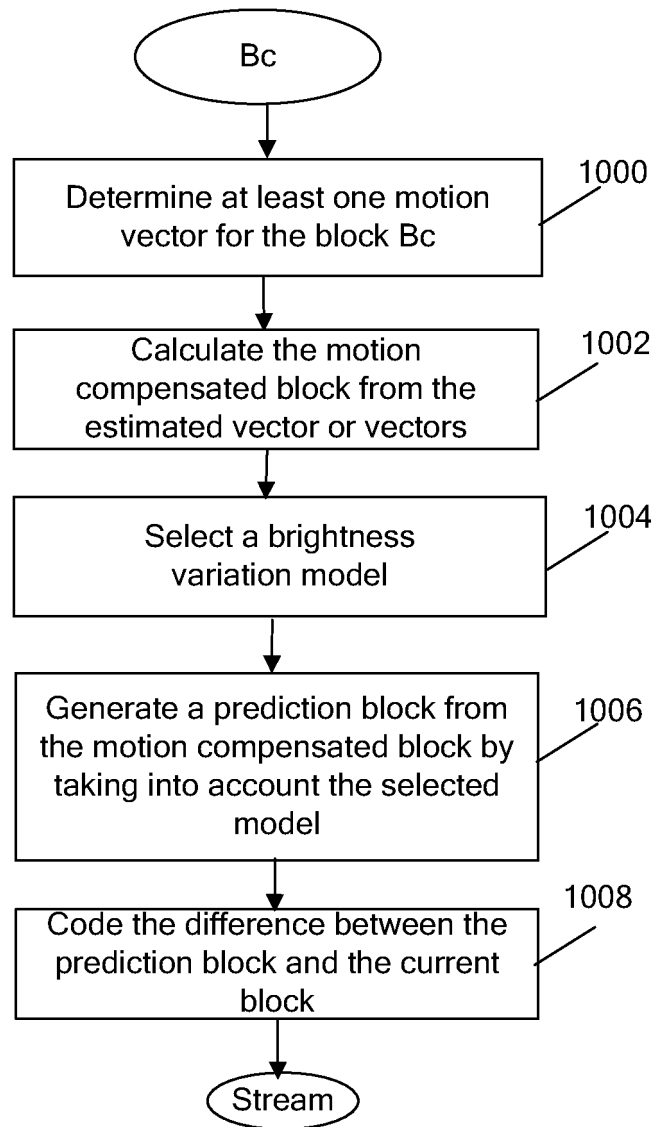 Bc
1000
Determine at least one motion
vector for the block Bc
1002
Calculate the motion
compensated block from the
estimated vector or vectors
1004
Select a brightness
variation model
1006
Generate a prediction block from
the motion compensated block by
taking into account the selected
model
1008
Code the difference between the
prediction block and the current
block
Stream